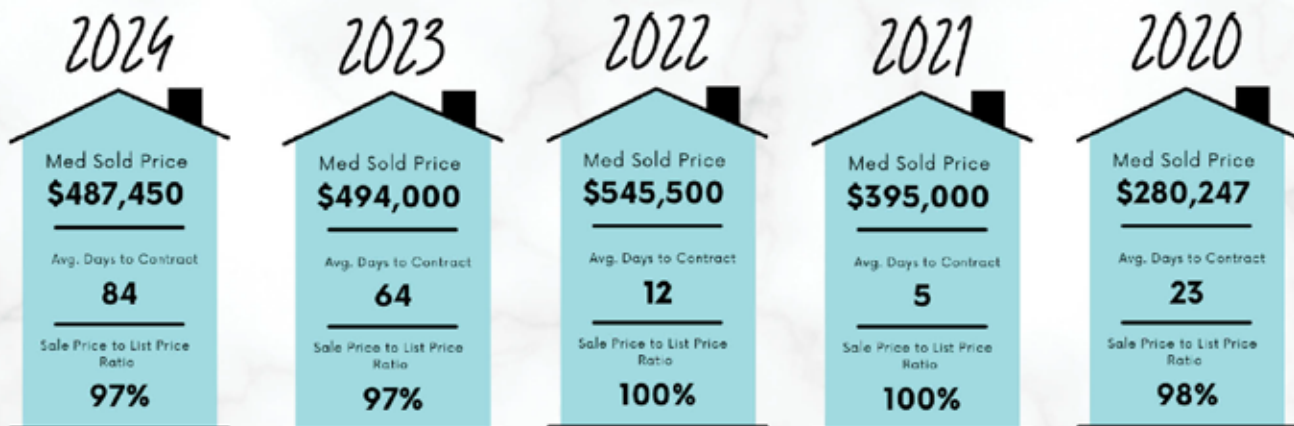 2024
Med Sold Price
$487,450
Avg. Days to Contract
84
Sale Price to List Price
Ratio
97%
2023
Med Sold Price
$494,000
Avg. Days to Contract
64
Sale Price to List Price
Ratio
97%
2022
Med Sold Price
$545,500
Avg. Days to Contract
12
Sale Price to List Price
Ratio
100%
2021
Med Sold Price
$395,000
Avg. Days to Contract
5
Sale Price to List Price
Ratio
100%
2020
Med Sold Price
$280,247
Avg. Days to Contract
23
Sale Price to List Price
Ratio
98%